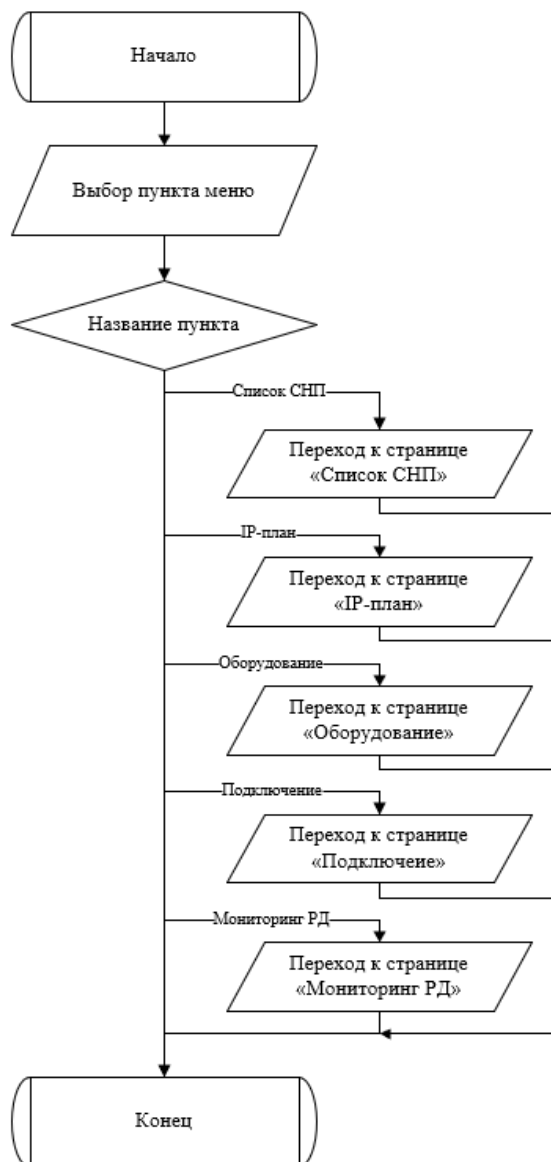 Начало
Выбор пункта меню
Название пункта
Список СНП
Переход к странице
«Список СНП»
IP-план
Переход к странице
«IP-план»
Оборудование
Переход к странице
«Оборудование»
Подключение
Переход к странице
«Подключеие»
Мониторинг РД
Переход к странице
«Мониторинг РД»
Конец